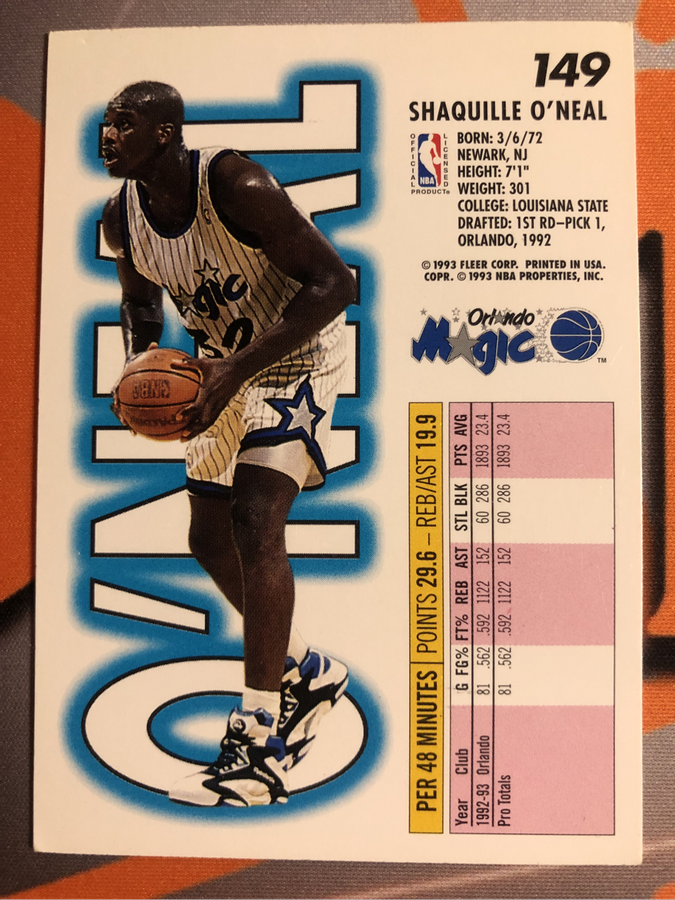 149
SHAQUILLE O'NEAL
OFFICIAL LICENSED
NBA
PRODUCT®
BORN: 3/6/72
NEWARK, NJ
HEIGHT: 7'1"
WEIGHT: 301
COLLEGE: LOUISIANA STATE
DRAFTED: 1ST RD–PICK 1,
ORLANDO, 1992
© 1993 FLEER CORP. PRINTED IN USA.
COPR. © 1993 NBA PROPERTIES, INC.
Orlando
Magic
TM
O'NEAL
Magic
32
PER 48 MINUTES | POINTS 29.6 – REB/AST 19.9
Year Club G FG% FT% REB AST STL BLK PTS AVG
1992-93 Orlando 81 .562 .592 1122 152 60 286 1893 23.4
Pro Totals 81 .562 .592 1122 152 60 286 1893 23.4